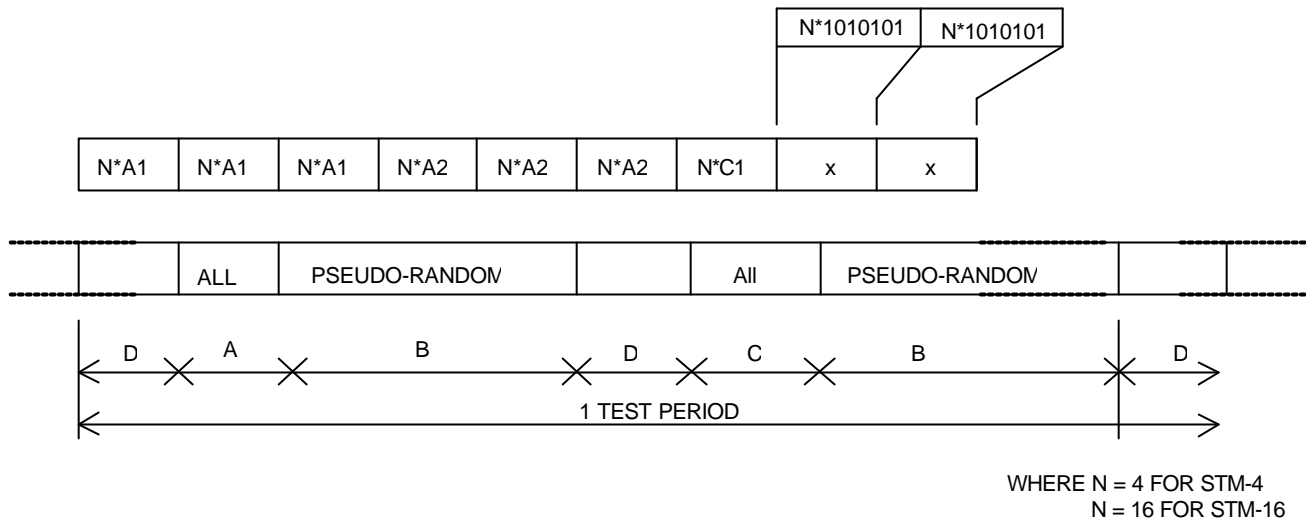 N*1010101 N*1010101
N*A1 N*A1 N*A1 N*A2 N*A2 N*A2 N*C1 x x
ALL PSEUDO-RANDOM All PSEUDO-RANDOM
D A B D C B D
1 TEST PERIOD
WHERE N = 4 FOR STM-4
N = 16 FOR STM-16